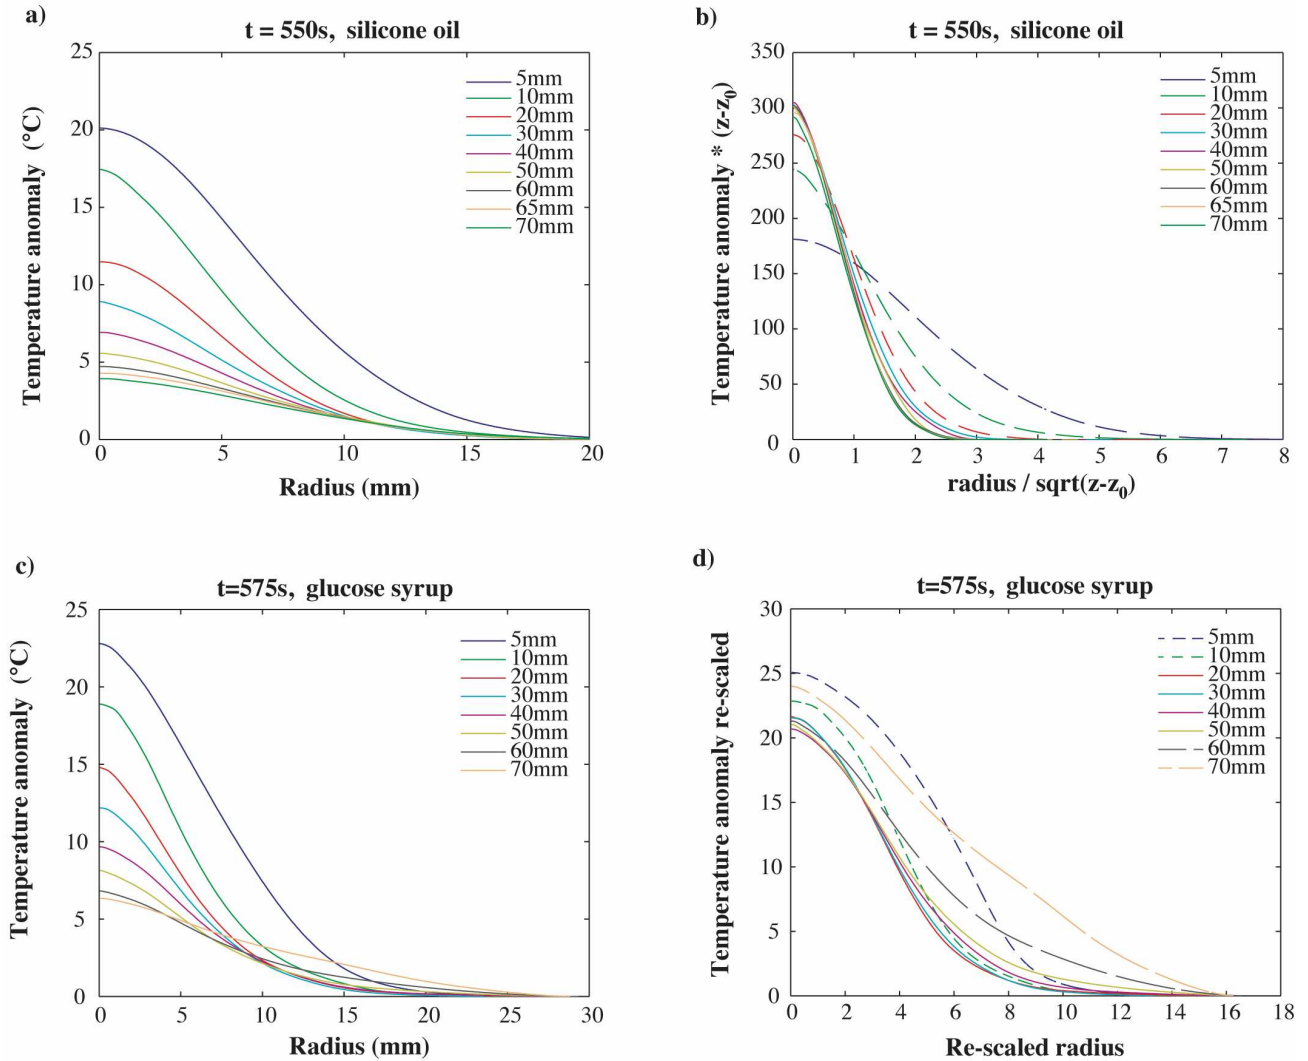 a)
t = 550s, silicone oil
25
20
15
10
5
0
0
5
10
15
20
Temperature anomaly (°C)
Radius (mm)
5mm
10mm
20mm
30mm
40mm
50mm
60mm
65mm
70mm
b)
t = 550s, silicone oil
350
300
250
200
150
100
50
0
0
1
2
3
4
5
6
7
8
Temperature anomaly * (z-z0)
radius / sqrt(z-z0)
5mm
10mm
20mm
30mm
40mm
50mm
60mm
65mm
70mm
c)
t=575s, glucose syrup
25
20
15
10
5
0
0
5
10
15
20
25
30
Temperature anomaly (°C)
Radius (mm)
5mm
10mm
20mm
30mm
40mm
50mm
60mm
70mm
d)
t=575s, glucose syrup
30
25
20
15
10
5
0
0
2
4
6
8
10
12
14
16
18
Temperature anomaly re-scaled
Re-scaled radius
5mm
10mm
20mm
30mm
40mm
50mm
60mm
70mm